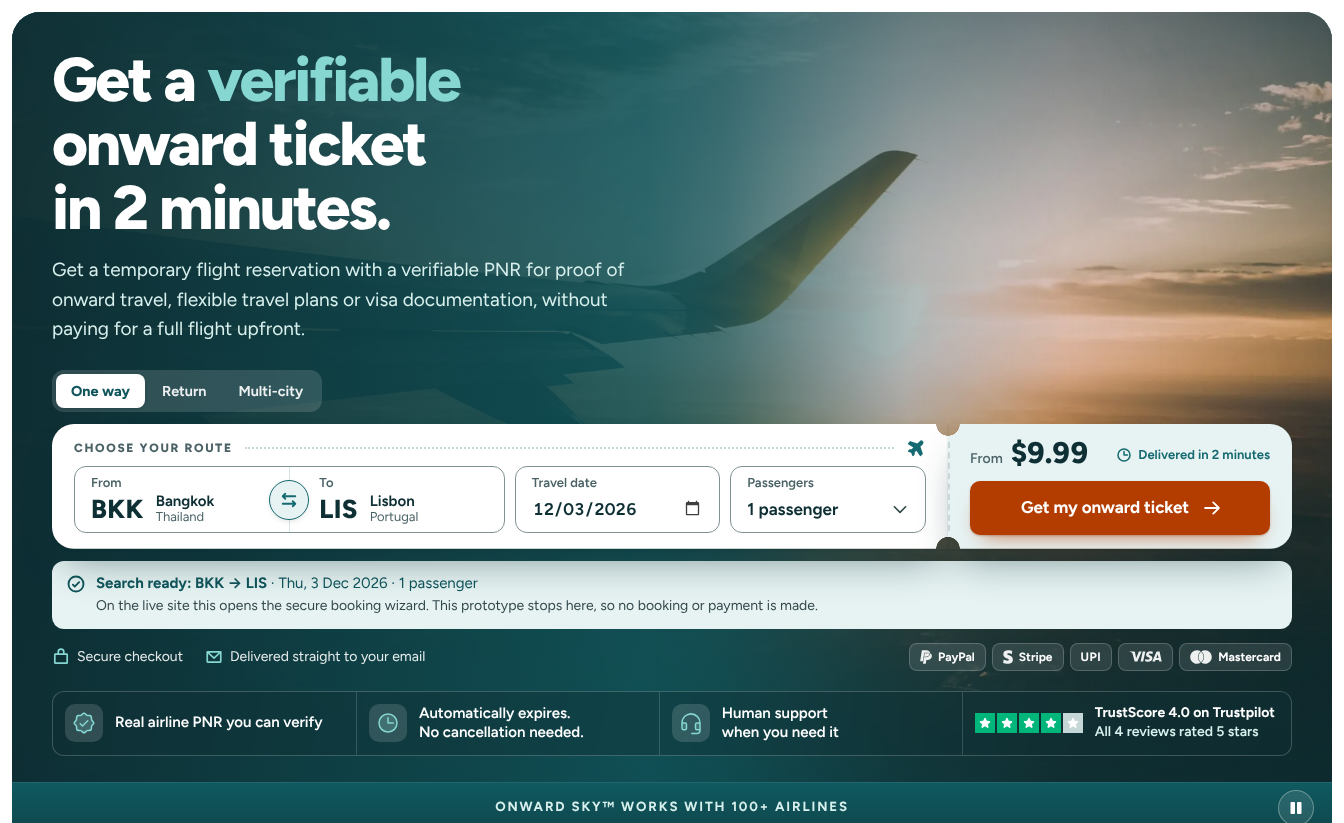 Get a verifiable
onward ticket
in 2 minutes.
Get a temporary flight reservation with a verifiable PNR for proof of
onward travel, flexible travel plans or visa documentation, without
paying for a full flight upfront.
One way
Return
Multi-city
CHOOSE YOUR ROUTE
From
BKK
Bangkok
Thailand
To
LIS
Lisbon
Portugal
Travel date
12/03/2026
Passengers
1 passenger
From $9.99
Delivered in 2 minutes
Get my onward ticket →
Search ready: BKK → LIS · Thu, 3 Dec 2026 · 1 passenger
On the live site this opens the secure booking wizard. This prototype stops here, so no booking or payment is made.
Secure checkout
Delivered straight to your email
PayPal
Stripe
UPI
VISA
Mastercard
Real airline PNR you can verify
Automatically expires.
No cancellation needed.
Human support
when you need it
TrustScore 4.0 on Trustpilot
All 4 reviews rated 5 stars
ONWARD SKY™ WORKS WITH 100+ AIRLINES